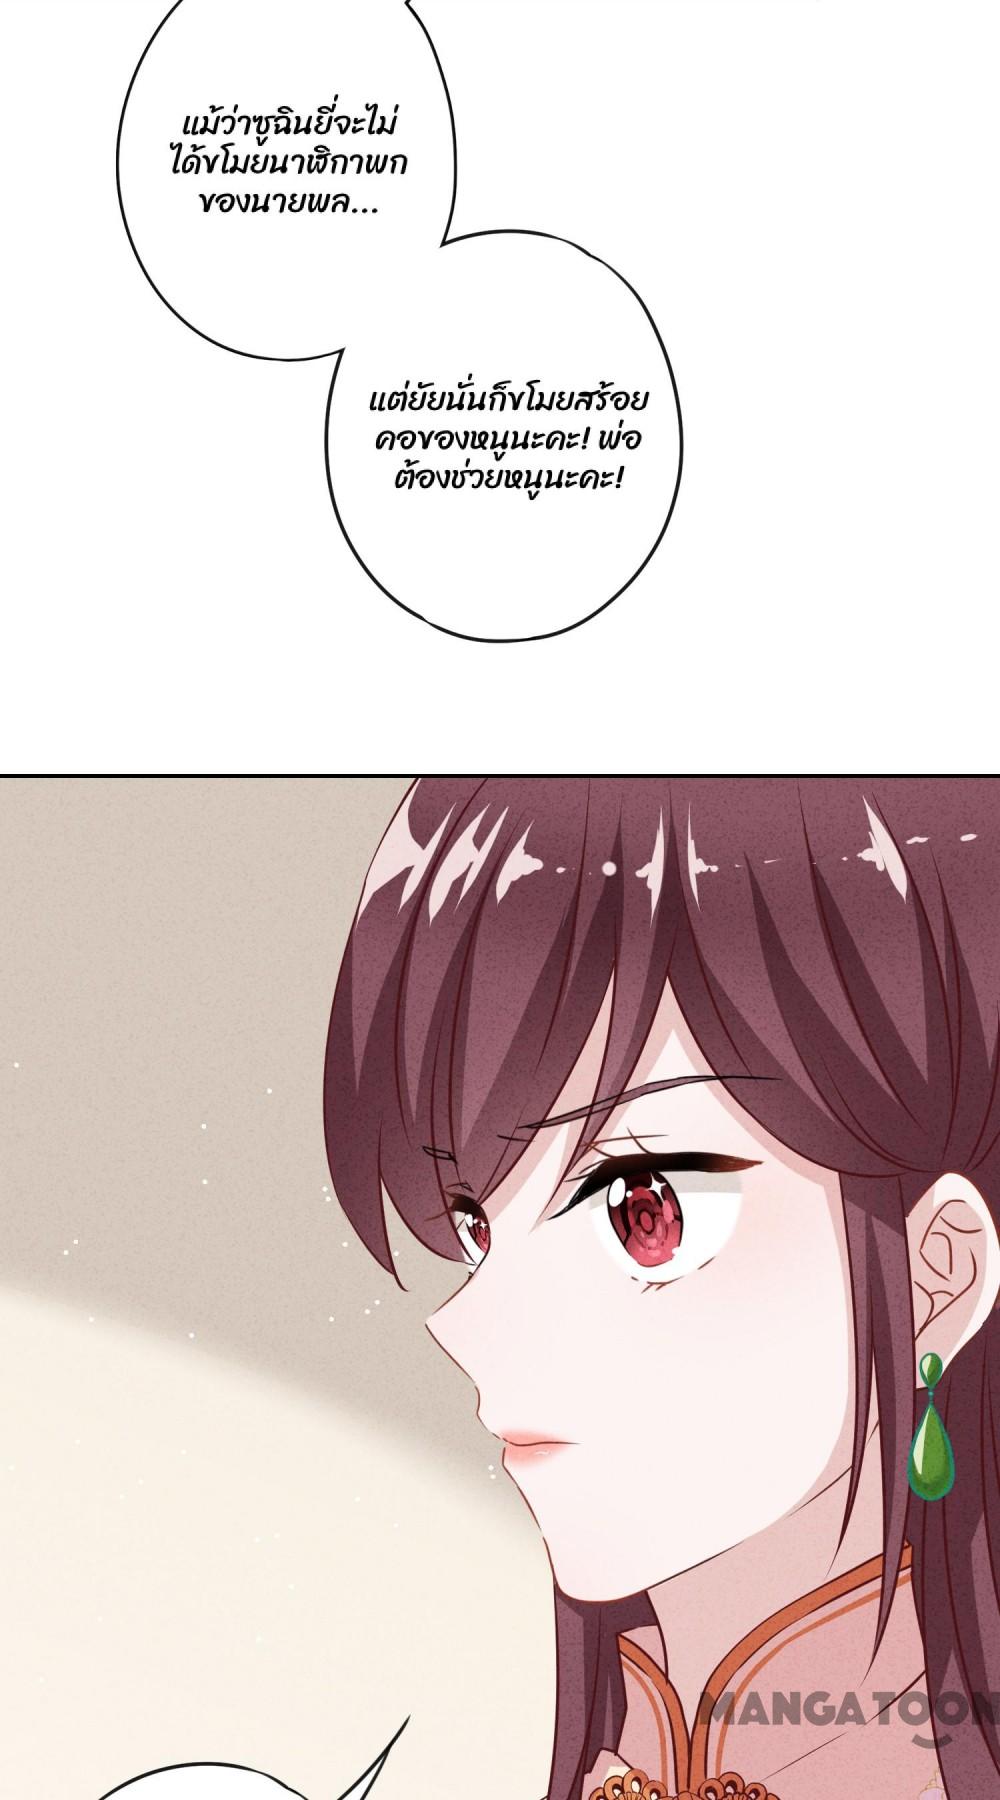 แม้ว่าซูฉินยี่จะไม่
ได้ขโมยนาฬิกาพก
ของนายพล...
แต่ยัยนั่นก็ขโมยสร้อย
คอของหนูนะคะ! พ่อ
ต้องช่วยหนูนะคะ!
MANGATOON